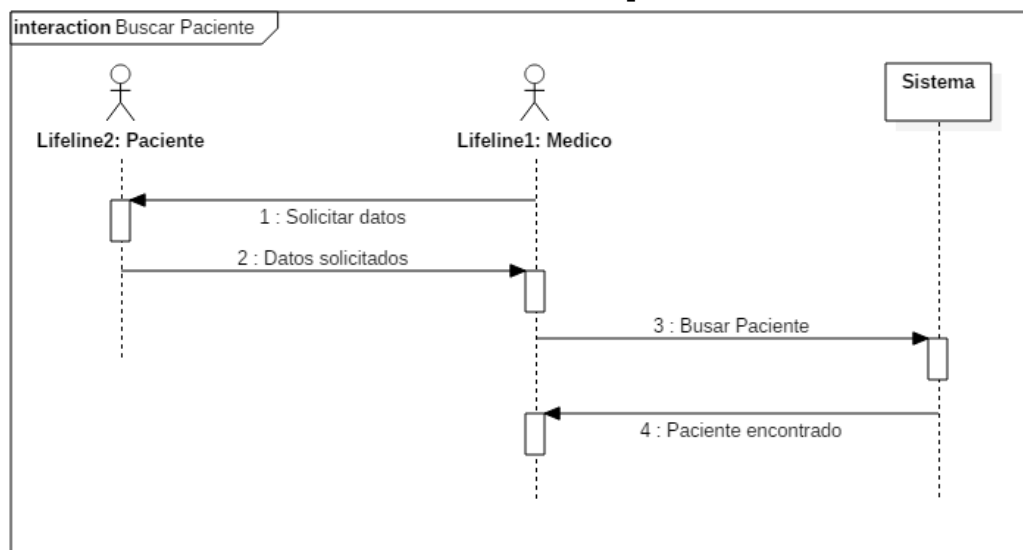 interaction Buscar Paciente
Lifeline2: Paciente
Lifeline1: Medico
Sistema
1 : Solicitar datos
2 : Datos solicitados
3 : Busar Paciente
4 : Paciente encontrado